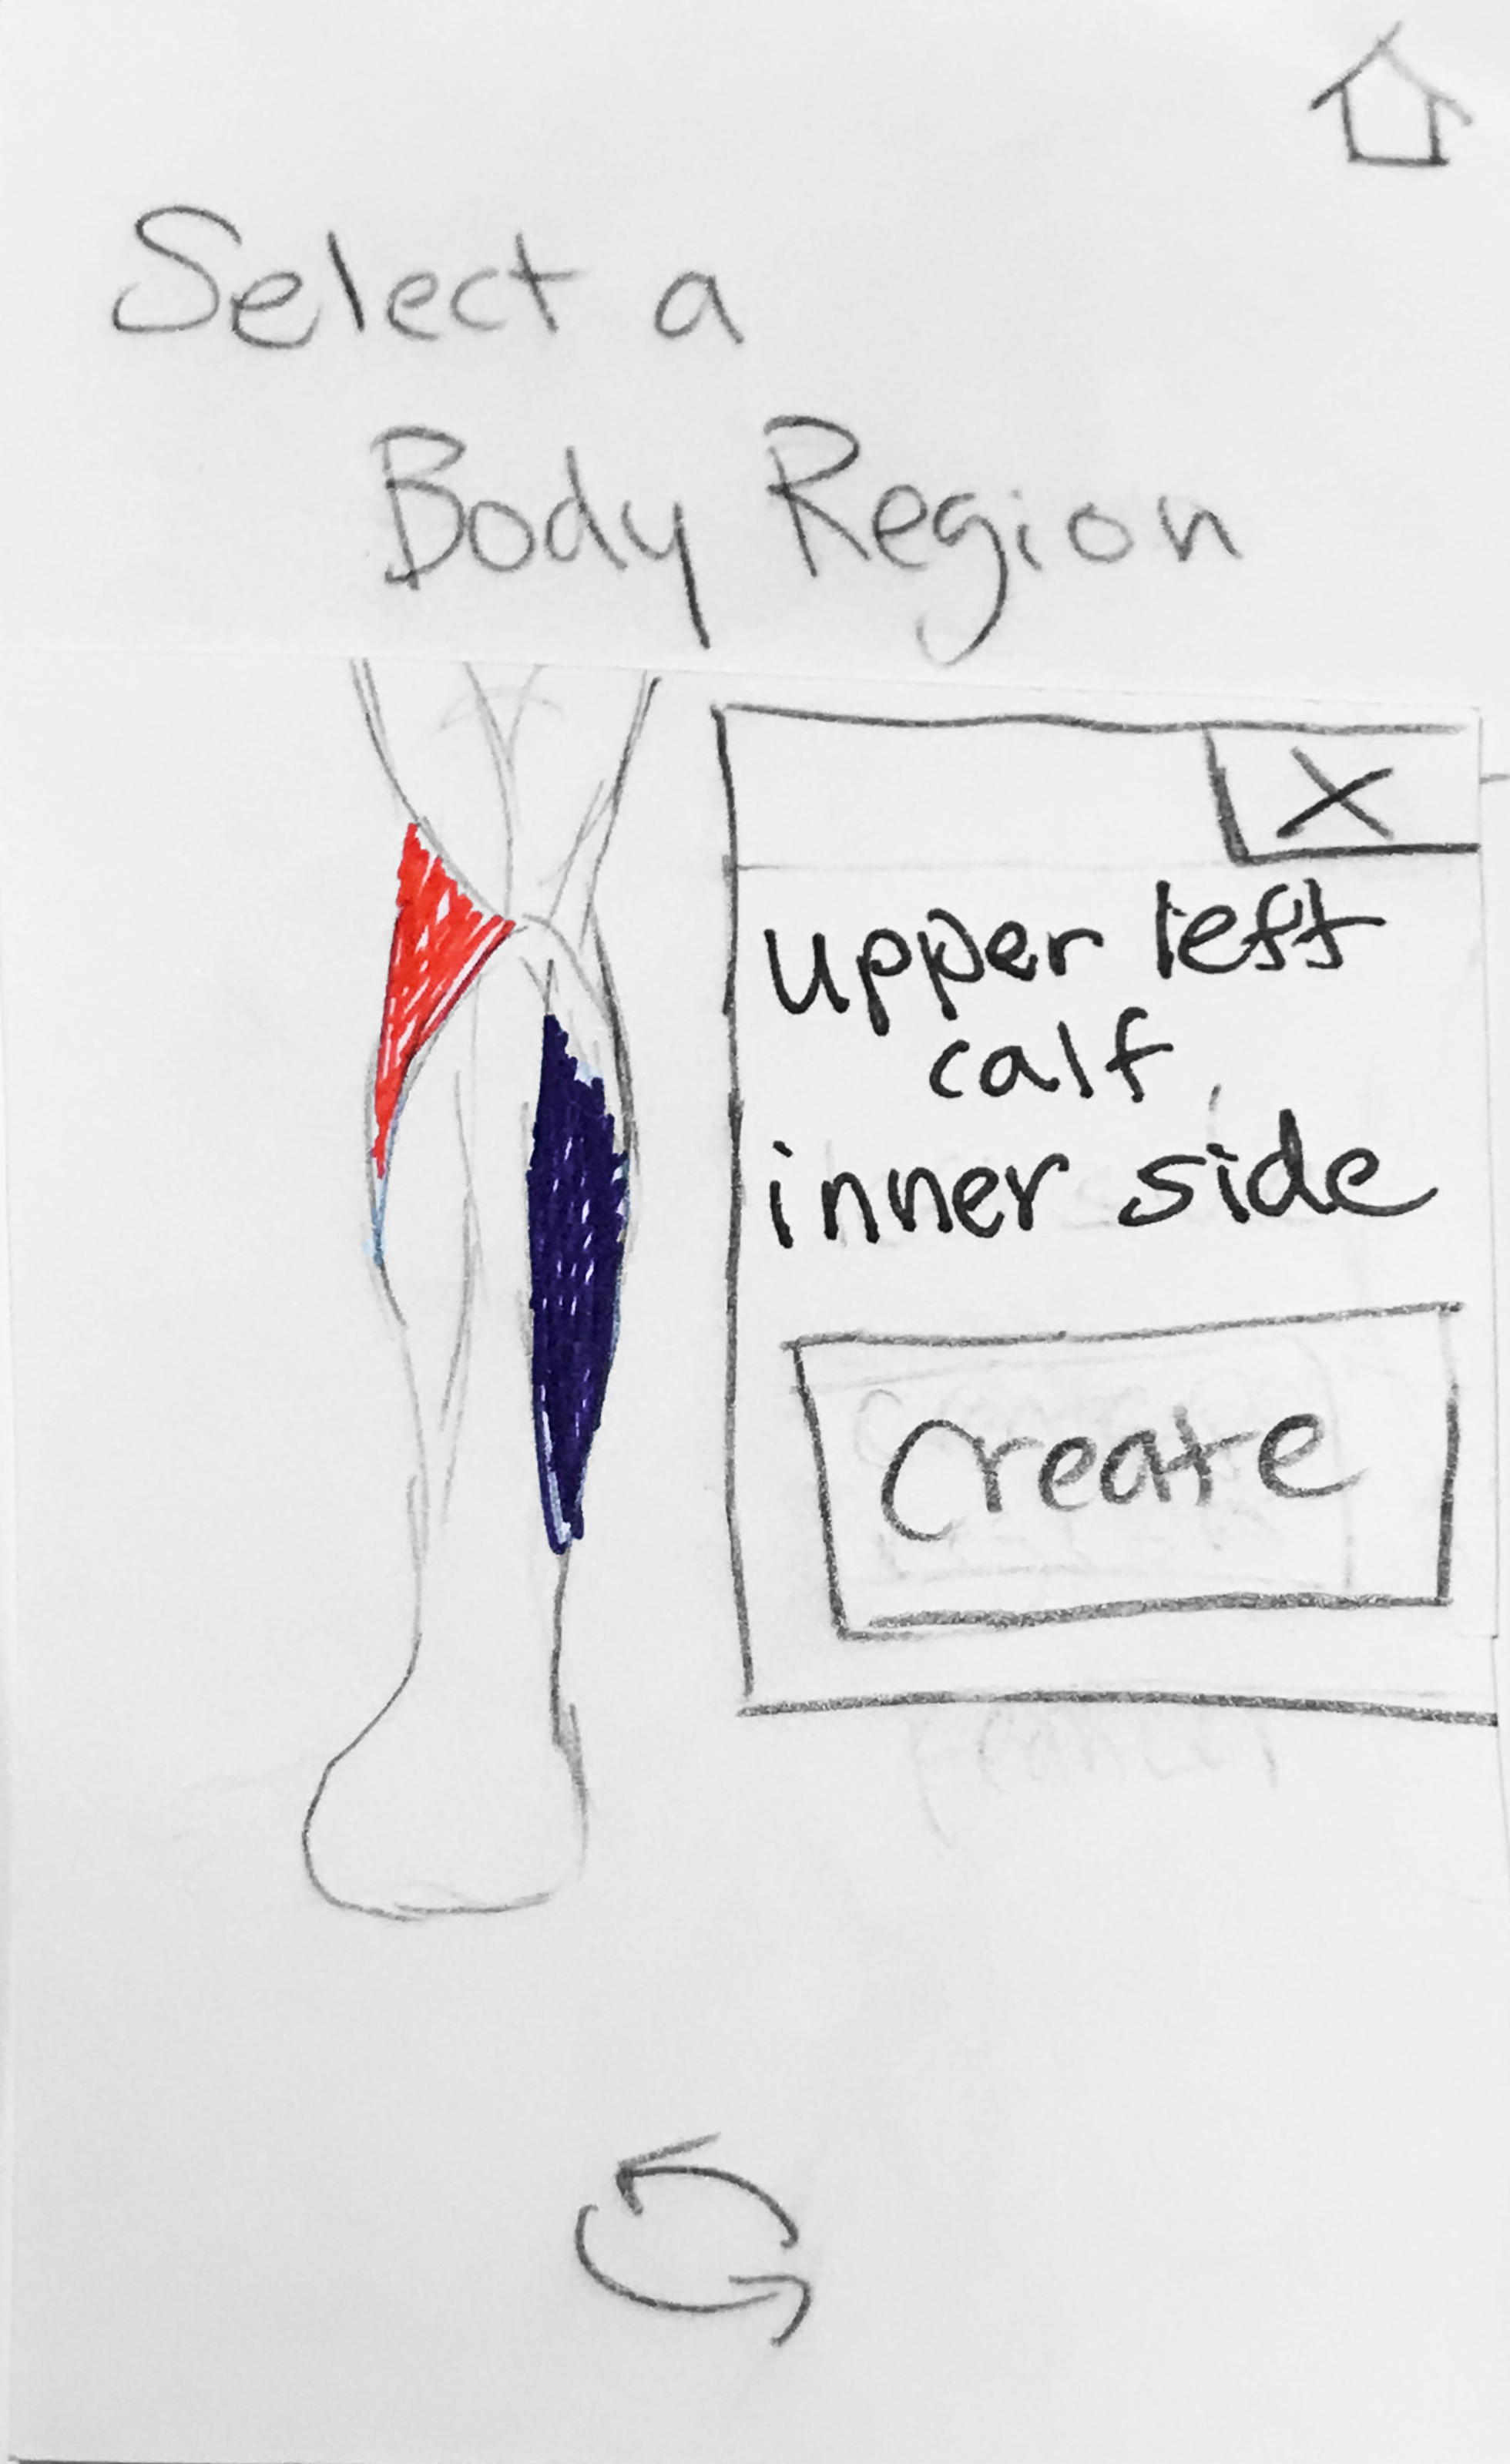 Select a
Body Region
X
upper left
calf,
inner side
Create